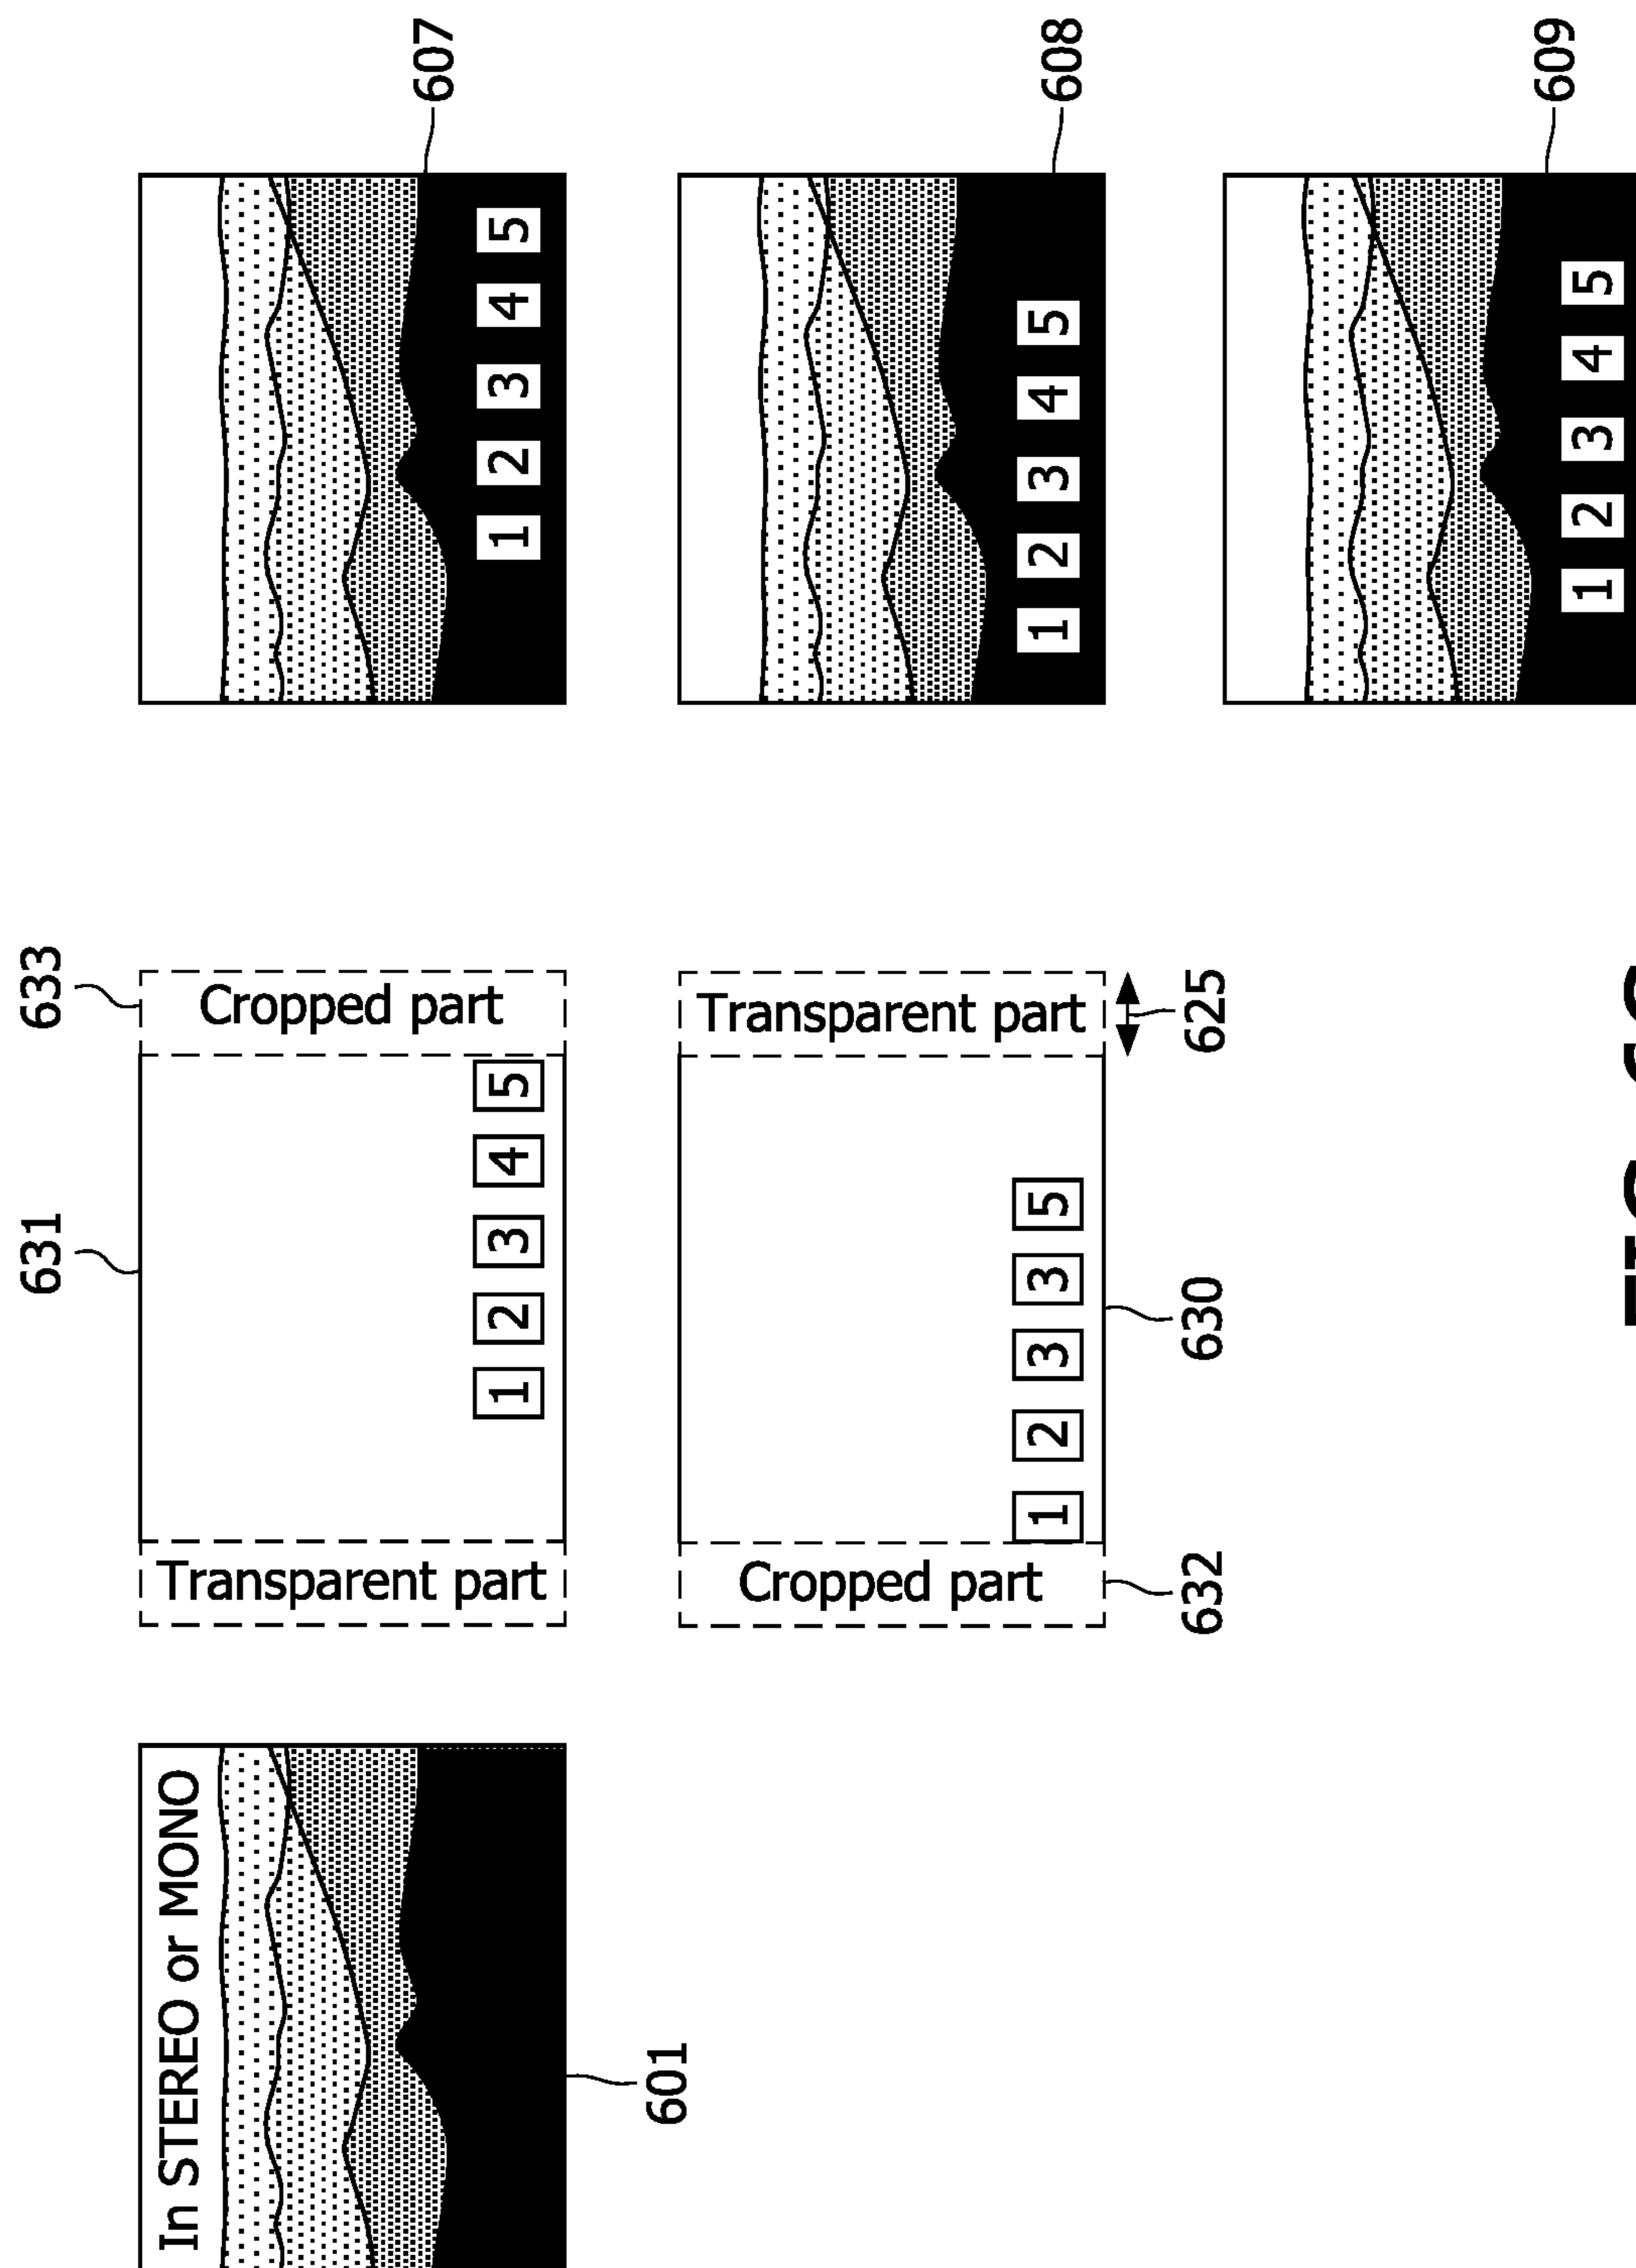 In STEREO or MONO
601
631
633
Transparent part
1 2 3 4 5
Cropped part
Cropped part
1 2 3 3 5
Transparent part
632
630
625
607
1 2 3 4 5
608
1 2 3 4 5
609
1 2 3 4 5